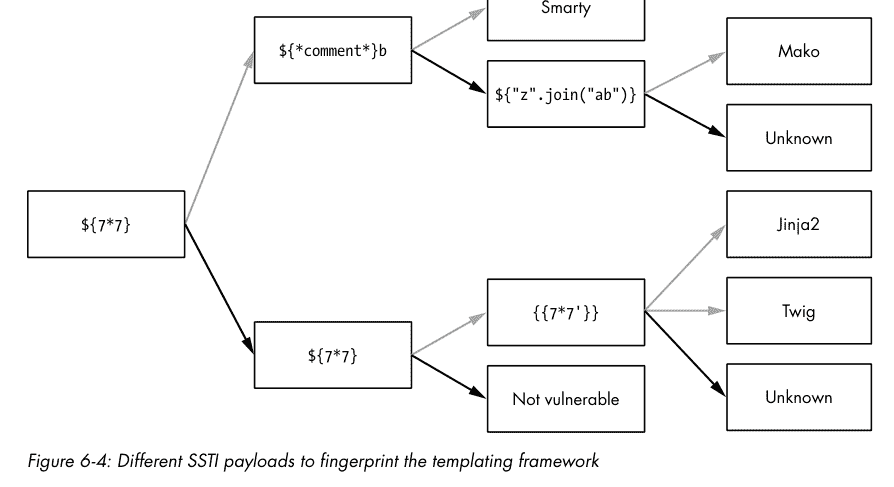 Smarty
${*comment*}b
Mako
${"z".join("ab")}
Unknown
${7*7}
Jinja2
{{7*7'}}
Twig
${7*7}
Not vulnerable
Unknown
Figure 6-4: Different SSTI payloads to fingerprint the templating framework